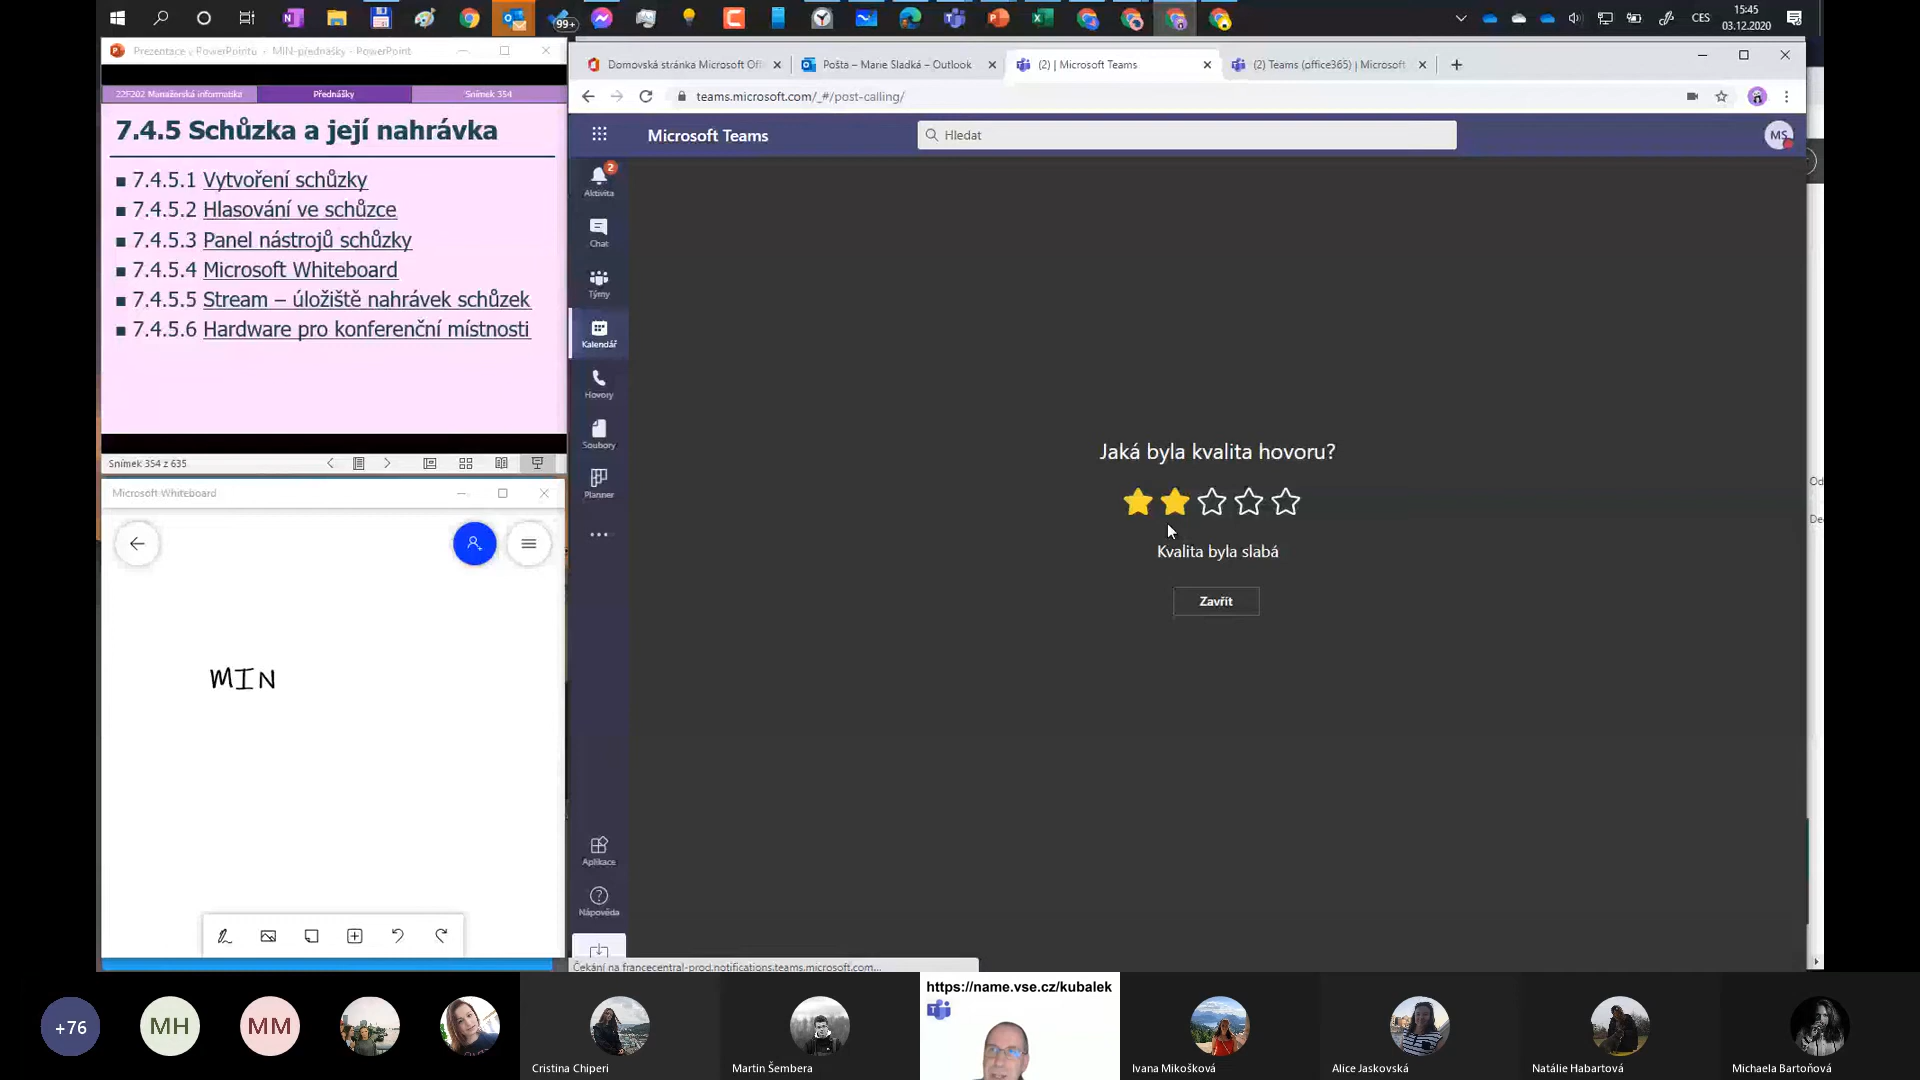 99+
CES
15:45
03.12.2020
Prezentace v PowerPointu - MIN-přednášky - PowerPoint
22F202 Manažerská informatika
Přednášky
Snímek 354
7.4.5 Schůzka a její nahrávka
7.4.5.1 Vytvoření schůzky
7.4.5.2 Hlasování ve schůzce
7.4.5.3 Panel nástrojů schůzky
7.4.5.4 Microsoft Whiteboard
7.4.5.5 Stream – úložiště nahrávek schůzek
7.4.5.6 Hardware pro konferenční místnosti
Snímek 354 z 635
Microsoft Whiteboard
MIN
Domovská stránka Microsoft Off
Pošta – Marie Sladká – Outlook
(2) | Microsoft Teams
(2) Teams (office365) | Microsoft
teams.microsoft.com/_#/post-calling/
Microsoft Teams
Hledat
MS
2
Aktivita
Chat
Týmy
Kalendář
Hovory
Soubory
Planner
Aplikace
Nápověda
Jaká byla kvalita hovoru?
Kvalita byla slabá
Zavřít
Od
De
Čekání na francecentral-prod.notifications.teams.microsoft.com...
+76
MH
MM
Cristina Chiperi
Martin Šembera
https://name.vse.cz/kubalek
Ivana Mikošková
Alice Jaskovská
Natálie Habartová
Michaela Bartoňová